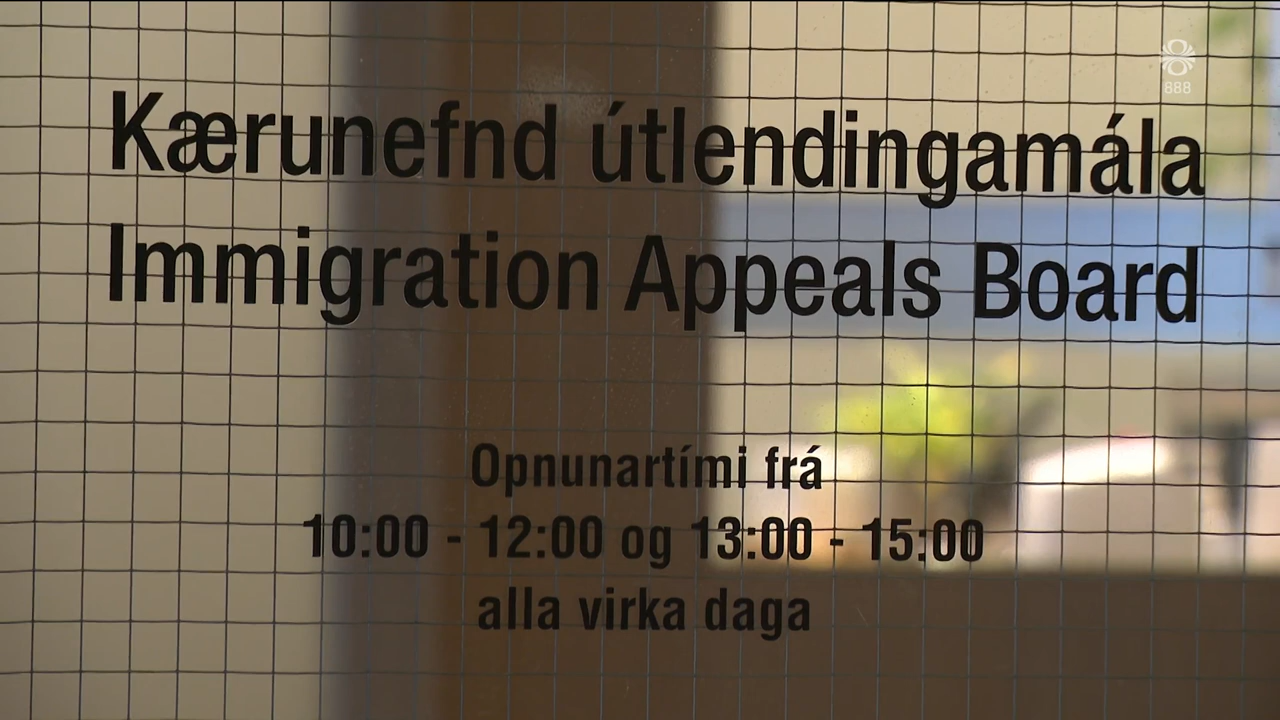 888
Kærunefnd útlendingamála
Immigration Appeals Board
Opnunartími frá
10:00 - 12:00 og 13:00 - 15:00
alla virka daga